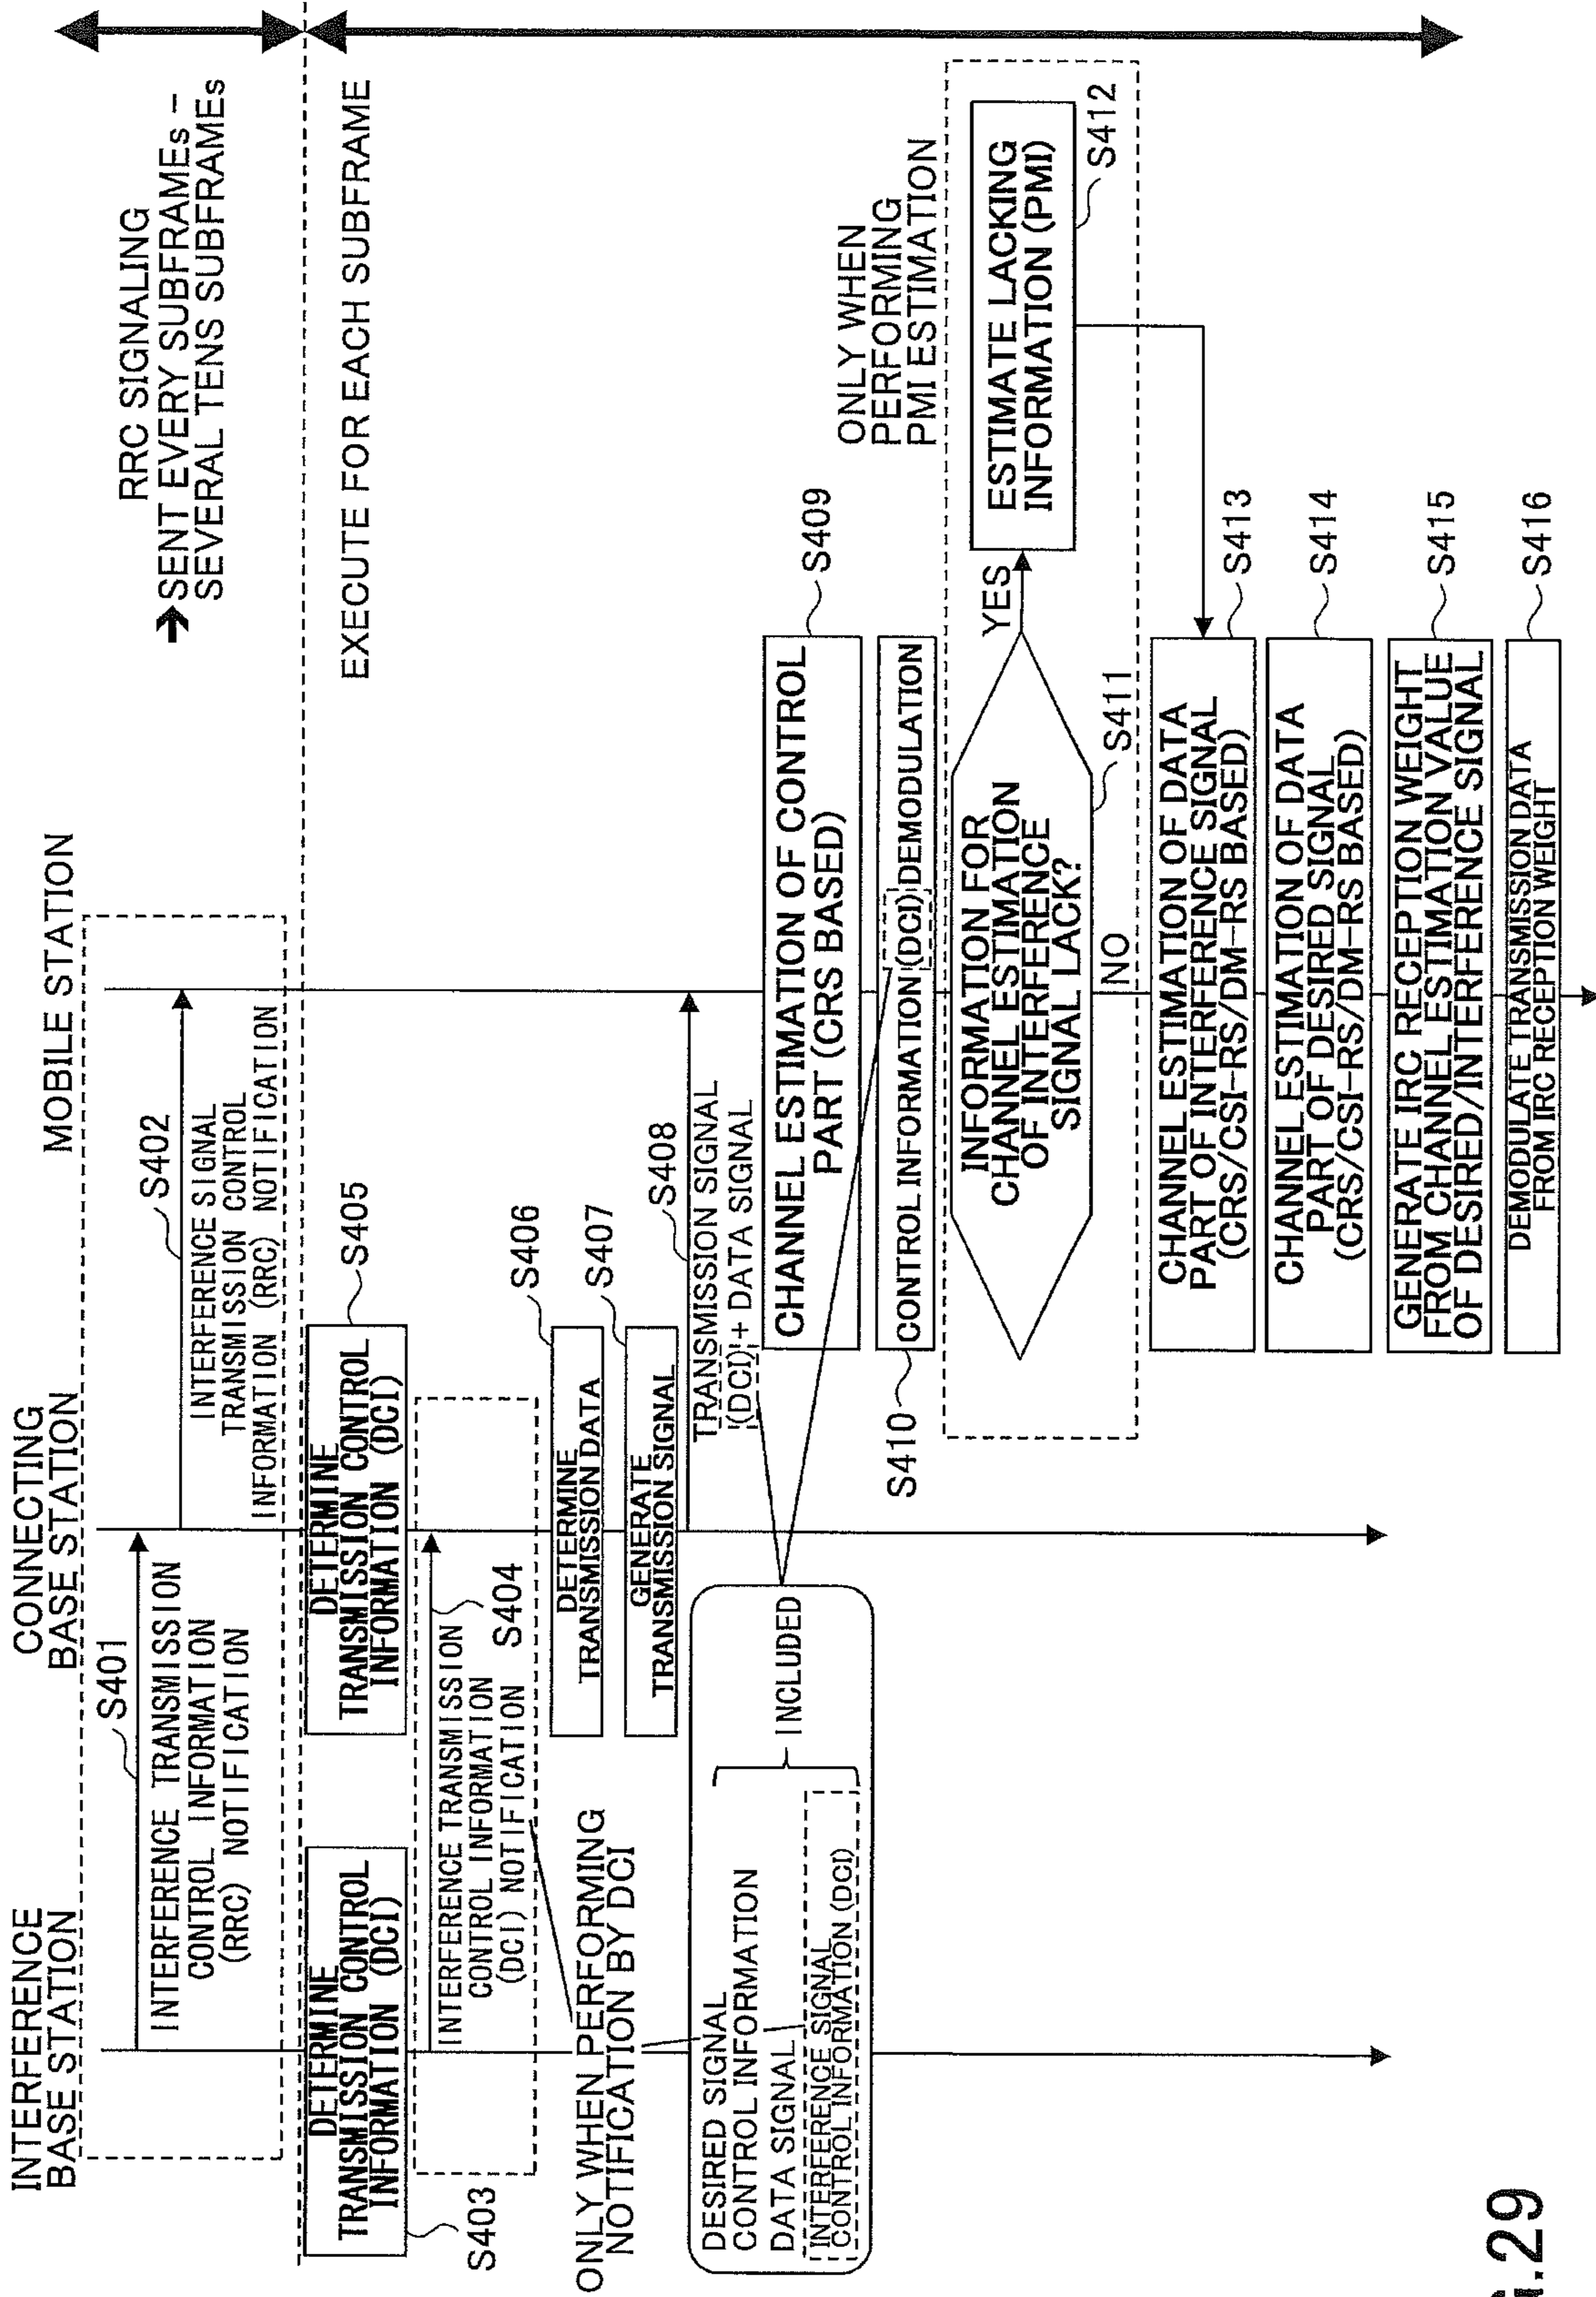 INTERFERENCE
BASE STATION
CONNECTING
BASE STATION
MOBILE STATION
S401
INTERFERENCE TRANSMISSION
CONTROL INFORMATION
(RRC) NOTIFICATION
S402
INTERFERENCE SIGNAL
TRANSMISSION CONTROL
INFORMATION (RRC) NOTIFICATION
RRC SIGNALING
➔SENT EVERY SUBFRAMEs –
SEVERAL TENS SUBFRAMEs
EXECUTE FOR EACH SUBFRAME
DETERMINE
TRANSMISSION CONTROL
INFORMATION (DCI)
S403
DETERMINE
TRANSMISSION CONTROL
INFORMATION (DCI)
S405
INTERFERENCE TRANSMISSION
CONTROL INFORMATION
(DCI) NOTIFICATION
S404
ONLY WHEN PERFORMING
NOTIFICATION BY DCI
DETERMINE
TRANSMISSION DATA
S406
GENERATE
TRANSMISSION SIGNAL
S407
S408
TRANSMISSION SIGNAL
(DCI)+ DATA SIGNAL
DESIRED SIGNAL
CONTROL INFORMATION
DATA SIGNAL
INTERFERENCE SIGNAL
CONTROL INFORMATION (DCI)
INCLUDED
CHANNEL ESTIMATION OF CONTROL
PART (CRS BASED)
S409
CONTROL INFORMATION (DCI) DEMODULATION
S410
ONLY WHEN
PERFORMING
PMI ESTIMATION
INFORMATION FOR
CHANNEL ESTIMATION
OF INTERFERENCE
SIGNAL LACK?
S411
YES
NO
ESTIMATE LACKING
INFORMATION (PMI)
S412
CHANNEL ESTIMATION OF DATA
PART OF INTERFERENCE SIGNAL
(CRS/CSI-RS/DM-RS BASED)
S413
CHANNEL ESTIMATION OF DATA
PART OF DESIRED SIGNAL
(CRS/CSI-RS/DM-RS BASED)
S414
GENERATE IRC RECEPTION WEIGHT
FROM CHANNEL ESTIMATION VALUE
OF DESIRED/INTERFERENCE SIGNAL
S415
DEMODULATE TRANSMISSION DATA
FROM IRC RECEPTION WEIGHT
S416
G.29